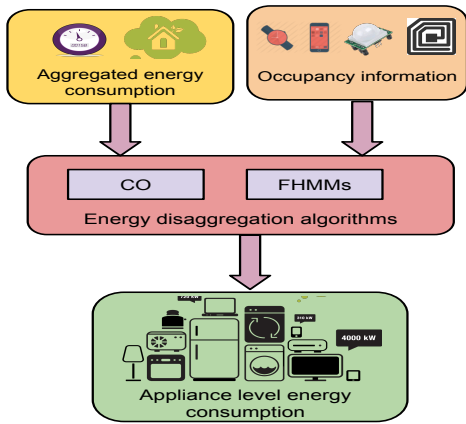 Aggregated energy
consumption
Occupancy information
CO
FHMMs
Energy disaggregation algorithms
4000 kW
Appliance level energy
consumption